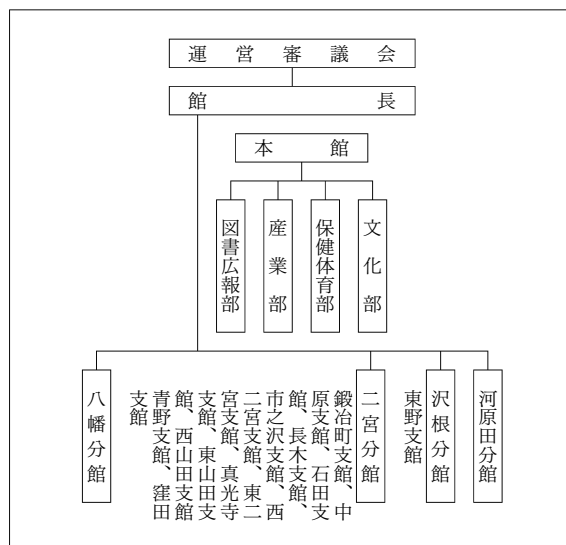 運営審議会
館長
本館
文化部
保健体育部
産業部
図書広報部
河原田分館
沢根分館
東野支館
二宮分館
鍛冶町支館、中
原支館、石田支
館、長木支館、
市之沢支館、西
二宮支館、東二
宮支館、真光寺
支館、東山田支
館、西山田支館
青野支館、窪田
支館
八幡分館